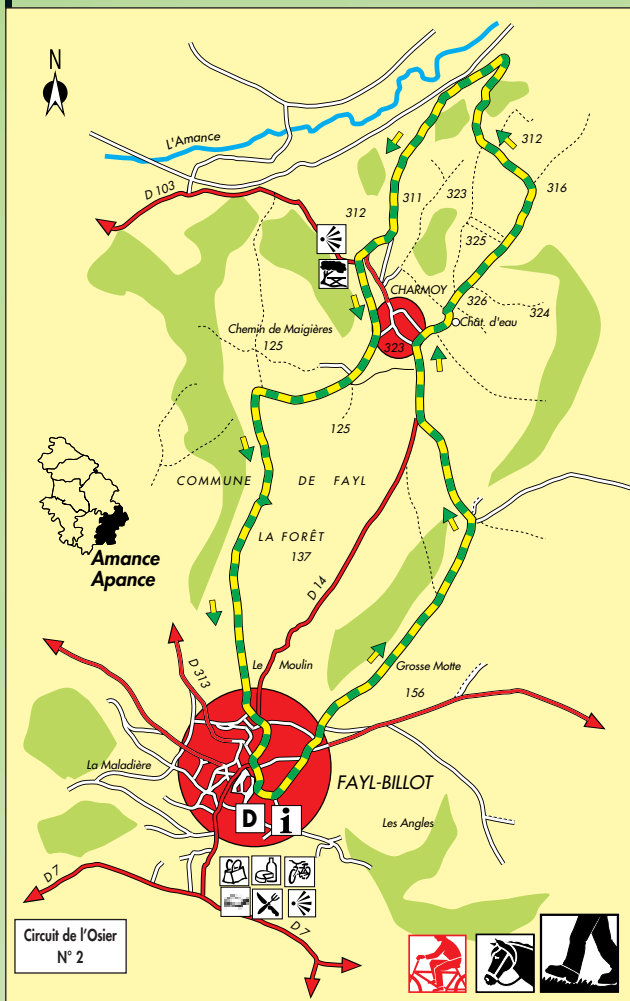 N
L'Amance
D 103
312
311
323
312
316
325
326
324
CHARMOY
Chât. d'eau
323
Chemin de Maigières
125
125
COMMUNE DE FAYL
LA FORÊT
137
Amance
Apance
D 14
Le Moulin
D 313
Grosse Motte
156
La Maladière
FAYL-BILLOT
D i
Les Angles
D 7
D 7
Circuit de l'Osier
N° 2